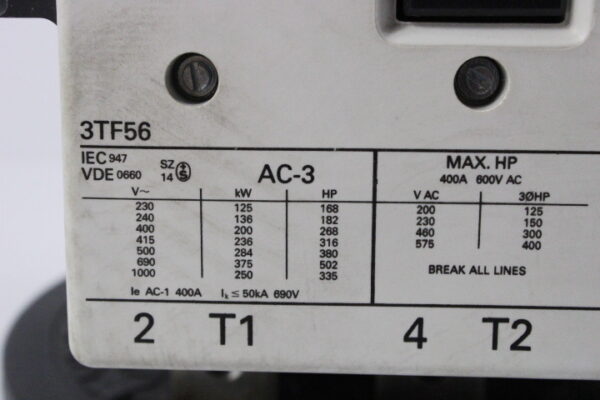 3TF56
IEC 947
VDE 0660
SZ
14
AC-3
V~ kW HP
230 125 168
240 136 182
400 200 268
415 236 316
500 284 380
690 375 502
1000 250 335
Ie AC-1 400A Ik ≤ 50kA 690V
MAX. HP
400A 600V AC
V AC 3ØHP
200 125
230 150
460 300
575 400
BREAK ALL LINES
2 T1 4 T2